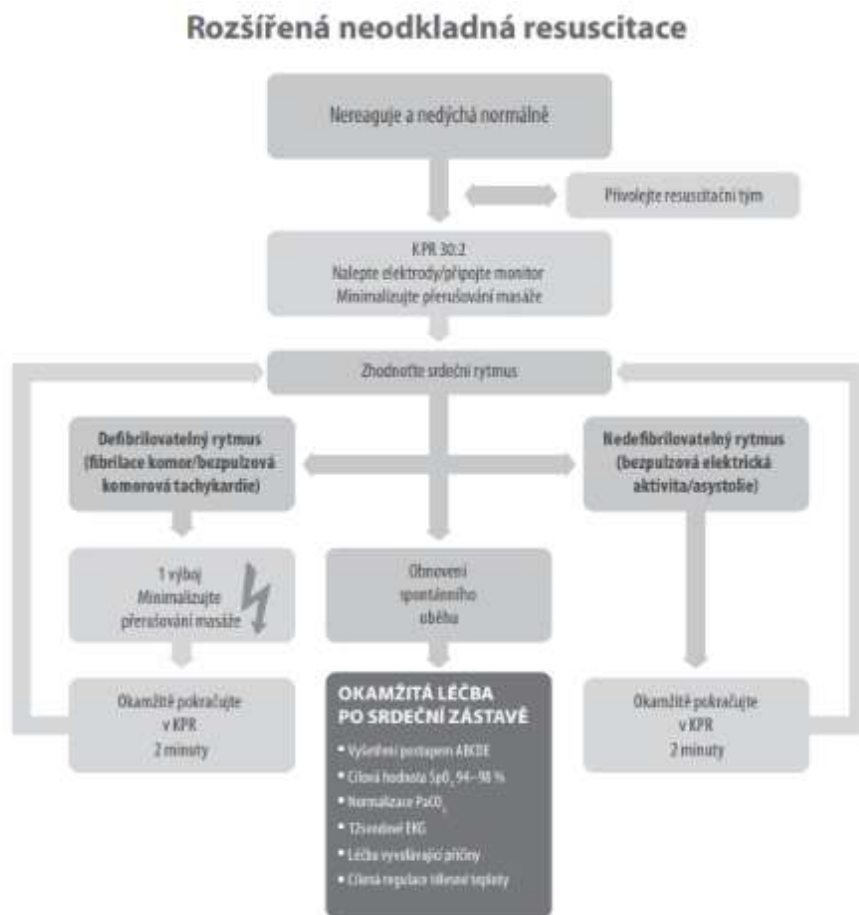 Rozšířená neodkladná resuscitace
Nereaguje a nedýchá normálně
Přivolejte resuscitační tým
KPR 30:2
Nalepte elektrody/připojte monitor
Minimalizujte přerušování masáže
Zhodnoťte srdeční rytmus
Defibrilovatelný rytmus
(fibrilace komor/bezpulzová
komorová tachykardie)
Nedefibrilovatelný rytmus
(bezpulzová elektrická
aktivita/asystolie)
1 výboj
Minimalizujte
přerušování masáže
Obnovení
spontánního
oběhu
Okamžitě pokračujte
v KPR
2 minuty
OKAMŽITÁ LÉČBA
PO SRDEČNÍ ZÁSTAVĚ
▪ Vyšetření postupem ABCDE
▪ Cílová hodnota SpO₂ 94–98 %
▪ Normalizace PaCO₂
▪ 12svodové EKG
▪ Léčba vyvolávající příčiny
▪ Cílená regulace tělesné teploty
Okamžitě pokračujte
v KPR
2 minuty